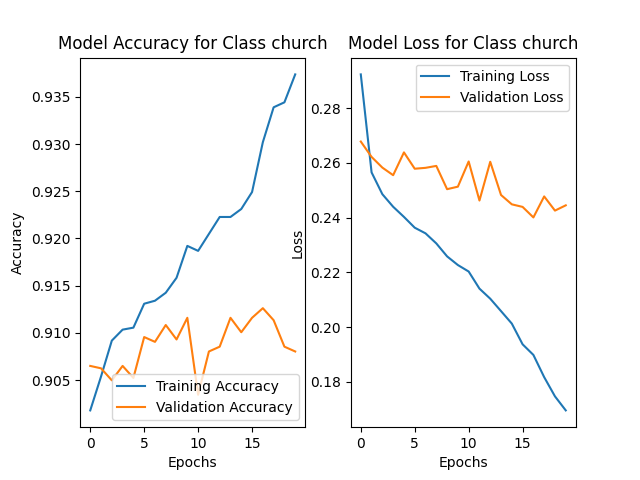 Model Accuracy for Class church
0.935
0.930
0.925
0.920
0.915
0.910
0.905
Accuracy
Training Accuracy
Validation Accuracy
0 5 10 15
Epochs
Model Loss for Class church
Training Loss
Validation Loss
0.28
0.26
0.24
0.22
0.20
0.18
Loss
0 5 10 15
Epochs